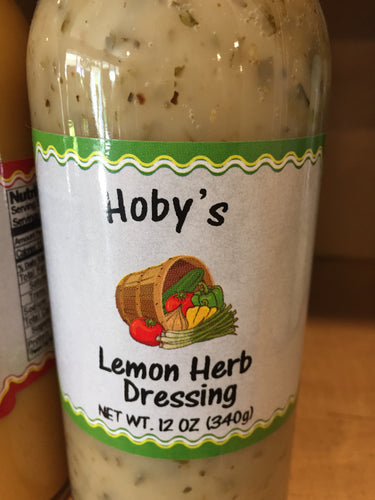 Hoby's
Lemon Herb
Dressing
NET WT. 12 OZ (340g)